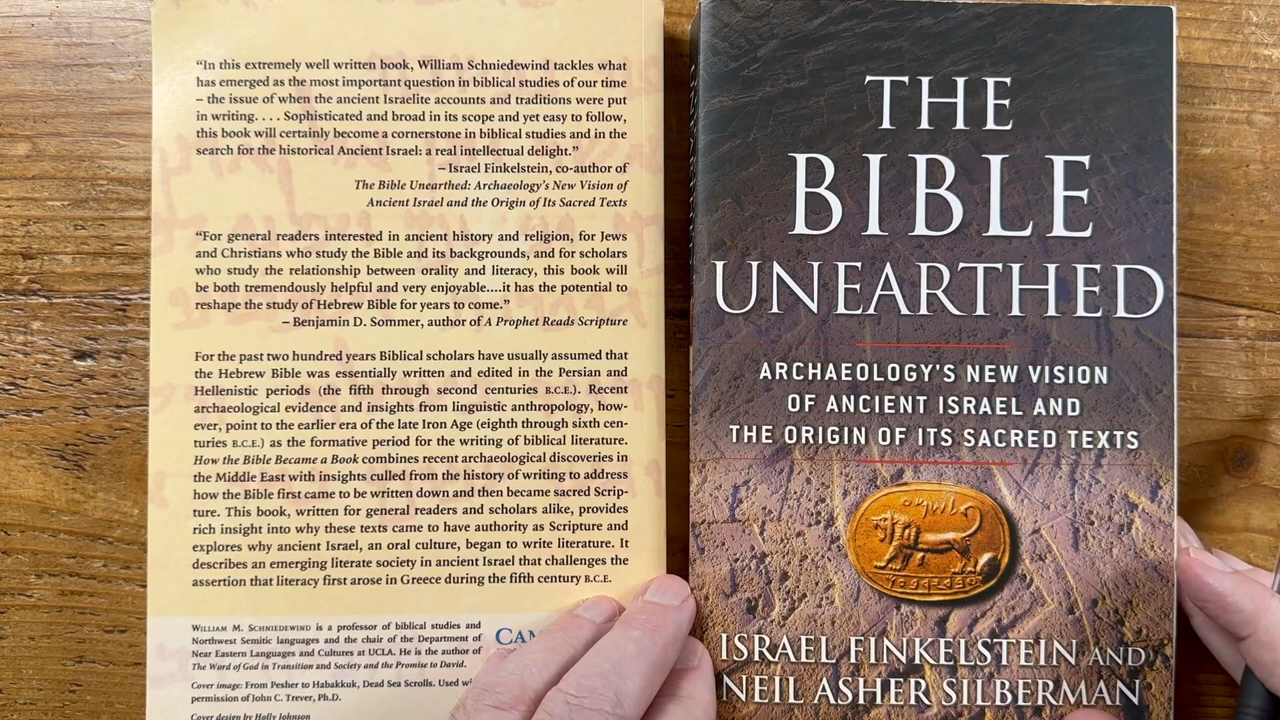 “In this extremely well written book, William Schniedewind tackles what
has emerged as the most important question in biblical studies of our time
– the issue of when the ancient Israelite accounts and traditions were put
in writing. . . . Sophisticated and broad in its scope and yet easy to follow,
this book will certainly become a cornerstone in biblical studies and in the
search for the historical Ancient Israel: a real intellectual delight.”
– Israel Finkelstein, co-author of
The Bible Unearthed: Archaeology’s New Vision of
Ancient Israel and the Origin of Its Sacred Texts
“For general readers interested in ancient history and religion, for Jews
and Christians who study the Bible and its backgrounds, and for scholars
who study the relationship between orality and literacy, this book will
be both tremendously helpful and very enjoyable....it has the potential to
reshape the study of Hebrew Bible for years to come.”
– Benjamin D. Sommer, author of A Prophet Reads Scripture
For the past two hundred years Biblical scholars have usually assumed that
the Hebrew Bible was essentially written and edited in the Persian and
Hellenistic periods (the fifth through second centuries B.C.E.). Recent
archaeological evidence and insights from linguistic anthropology, how-
ever, point to the earlier era of the late Iron Age (eighth through sixth cen-
turies B.C.E.) as the formative period for the writing of biblical literature.
How the Bible Became a Book combines recent archaeological discoveries in
the Middle East with insights culled from the history of writing to address
how the Bible first came to be written down and then became sacred Scrip-
ture. This book, written for general readers and scholars alike, provides
rich insight into why these texts came to have authority as Scripture and
explores why ancient Israel, an oral culture, began to write literature. It
describes an emerging literate society in ancient Israel that challenges the
assertion that literacy first arose in Greece during the fifth century B.C.E.
WILLIAM M. SCHNIEDEWIND is a professor of biblical studies and
Northwest Semitic languages and the chair of the Department of
Near Eastern Languages and Cultures at UCLA. He is the author of
The Word of God in Transition and Society and the Promise to David.
Cover image: From Pesher to Habakkuk, Dead Sea Scrolls. Used
permission of John C. Trever, Ph.D.
Cover design by Holly Johnson
THE
BIBLE
UNEARTHED
ARCHAEOLOGY’S NEW VISION
OF ANCIENT ISRAEL AND
THE ORIGIN OF ITS SACRED TEXTS
ISRAEL FINKELSTEIN AND
NEIL ASHER SILBERMAN